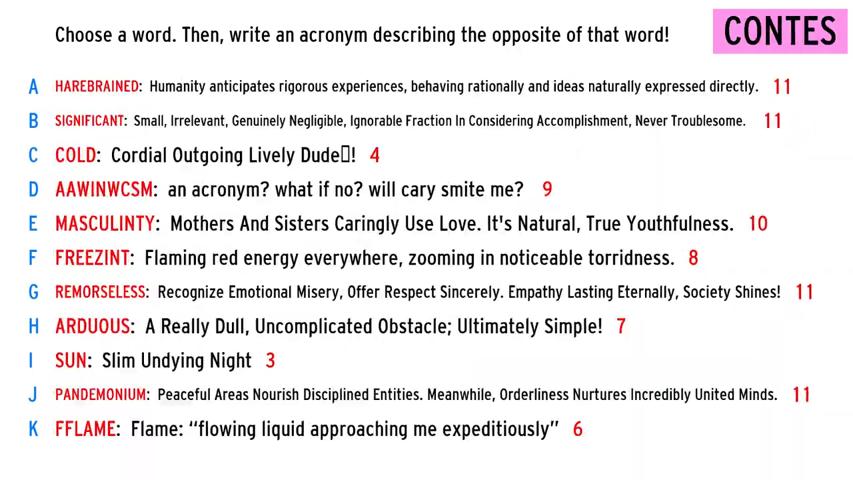 Choose a word. Then, write an acronym describing the opposite of that word! CONTES
A HAREBRAINED: Humanity anticipates rigorous experiences, behaving rationally and ideas naturally expressed directly. 11
B SIGNIFICANT: Small, Irrelevant, Genuinely Negligible, Ignorable Fraction In Considering Accomplishment, Never Troublesome. 11
C COLD: Cordial Outgoing Lively Dude▯! 4
D AAWINWCSM: an acronym? what if no? will cary smite me? 9
E MASCULINTY: Mothers And Sisters Caringly Use Love. It's Natural, True Youthfulness. 10
F FREEZINT: Flaming red energy everywhere, zooming in noticeable torridness. 8
G REMORSELESS: Recognize Emotional Misery, Offer Respect Sincerely. Empathy Lasting Eternally, Society Shines! 11
H ARDUOUS: A Really Dull, Uncomplicated Obstacle; Ultimately Simple! 7
I SUN: Slim Undying Night 3
J PANDEMONIUM: Peaceful Areas Nourish Disciplined Entities. Meanwhile, Orderliness Nurtures Incredibly United Minds. 11
K FFLAME: Flame: “flowing liquid approaching me expeditiously” 6